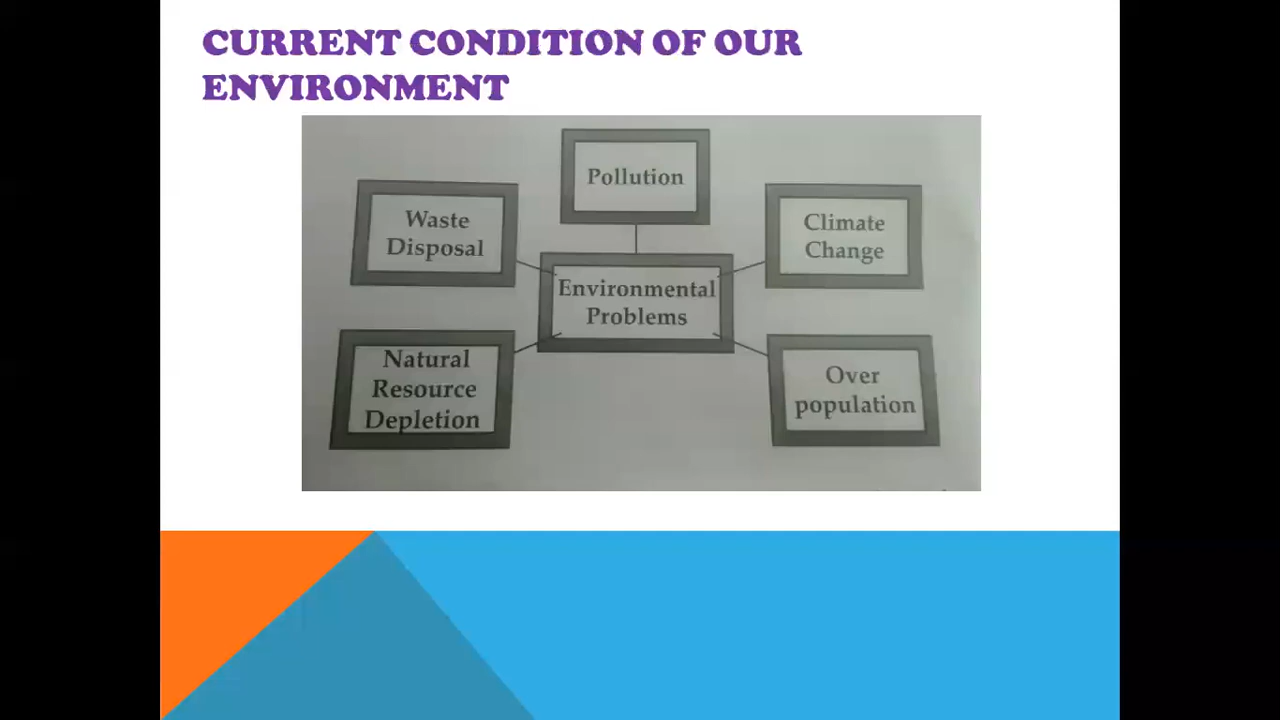 CURRENT CONDITION OF OUR
ENVIRONMENT
Pollution
Waste
Disposal
Climate
Change
Environmental
Problems
Natural
Resource
Depletion
Over
population